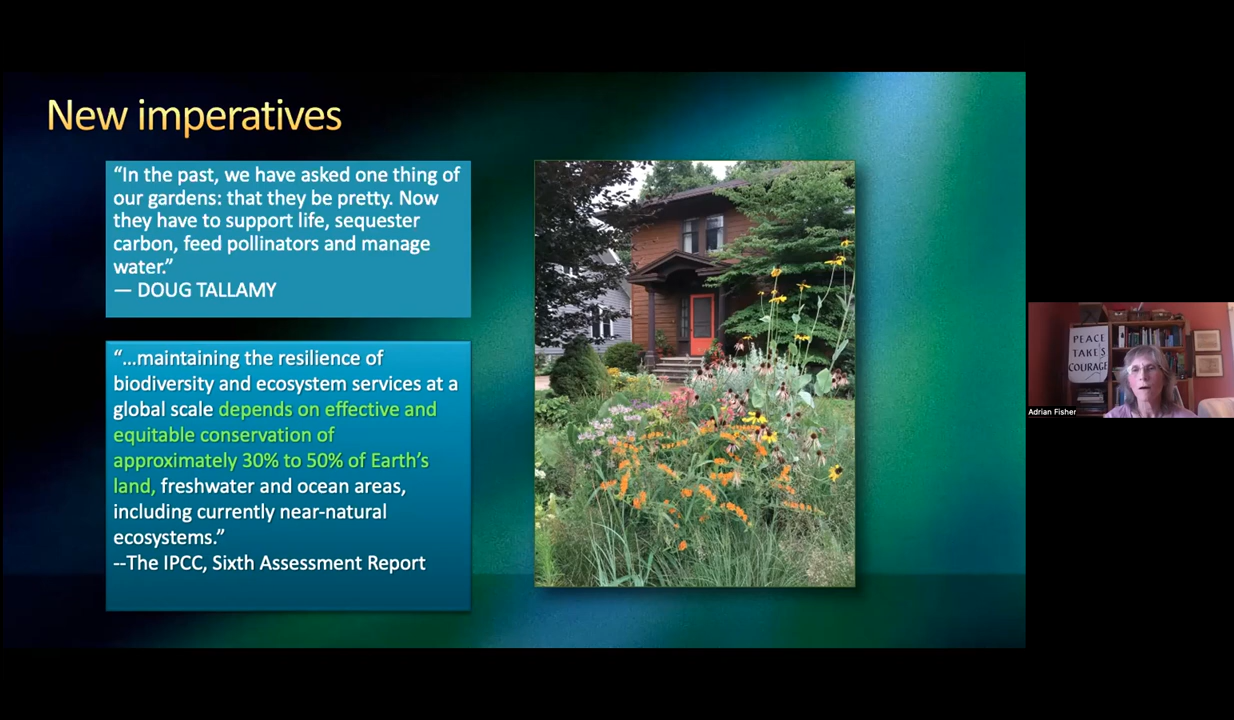 New imperatives
“In the past, we have asked one thing of
our gardens: that they be pretty. Now
they have to support life, sequester
carbon, feed pollinators and manage
water.”
— DOUG TALLAMY
“…maintaining the resilience of
biodiversity and ecosystem services at a
global scale depends on effective and
equitable conservation of
approximately 30% to 50% of Earth’s
land, freshwater and ocean areas,
including currently near-natural
ecosystems.”
--The IPCC, Sixth Assessment Report
PEACE
TAKES
COURAGE
Adrian Fisher